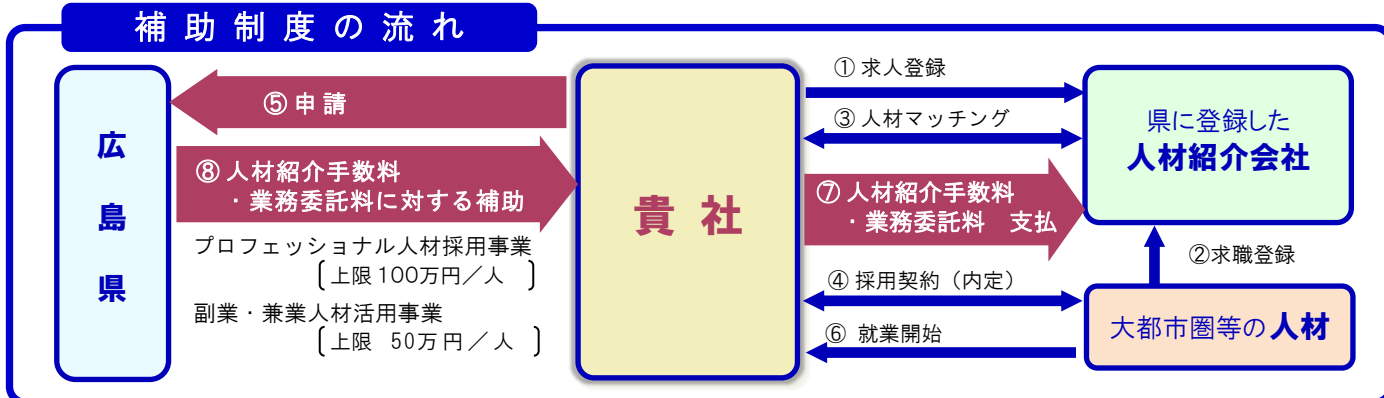 補助制度の流れ
広島県
⑤申請
⑧人材紹介手数料
・業務委託料に対する補助
プロフェッショナル人材採用事業
〔上限100万円／人〕
副業・兼業人材活用事業
〔上限 50万円／人〕
貴社
① 求人登録
③ 人材マッチング
⑦人材紹介手数料
・業務委託料 支払
④ 採用契約（内定）
⑥ 就業開始
県に登録した
人材紹介会社
②求職登録
大都市圏等の人材